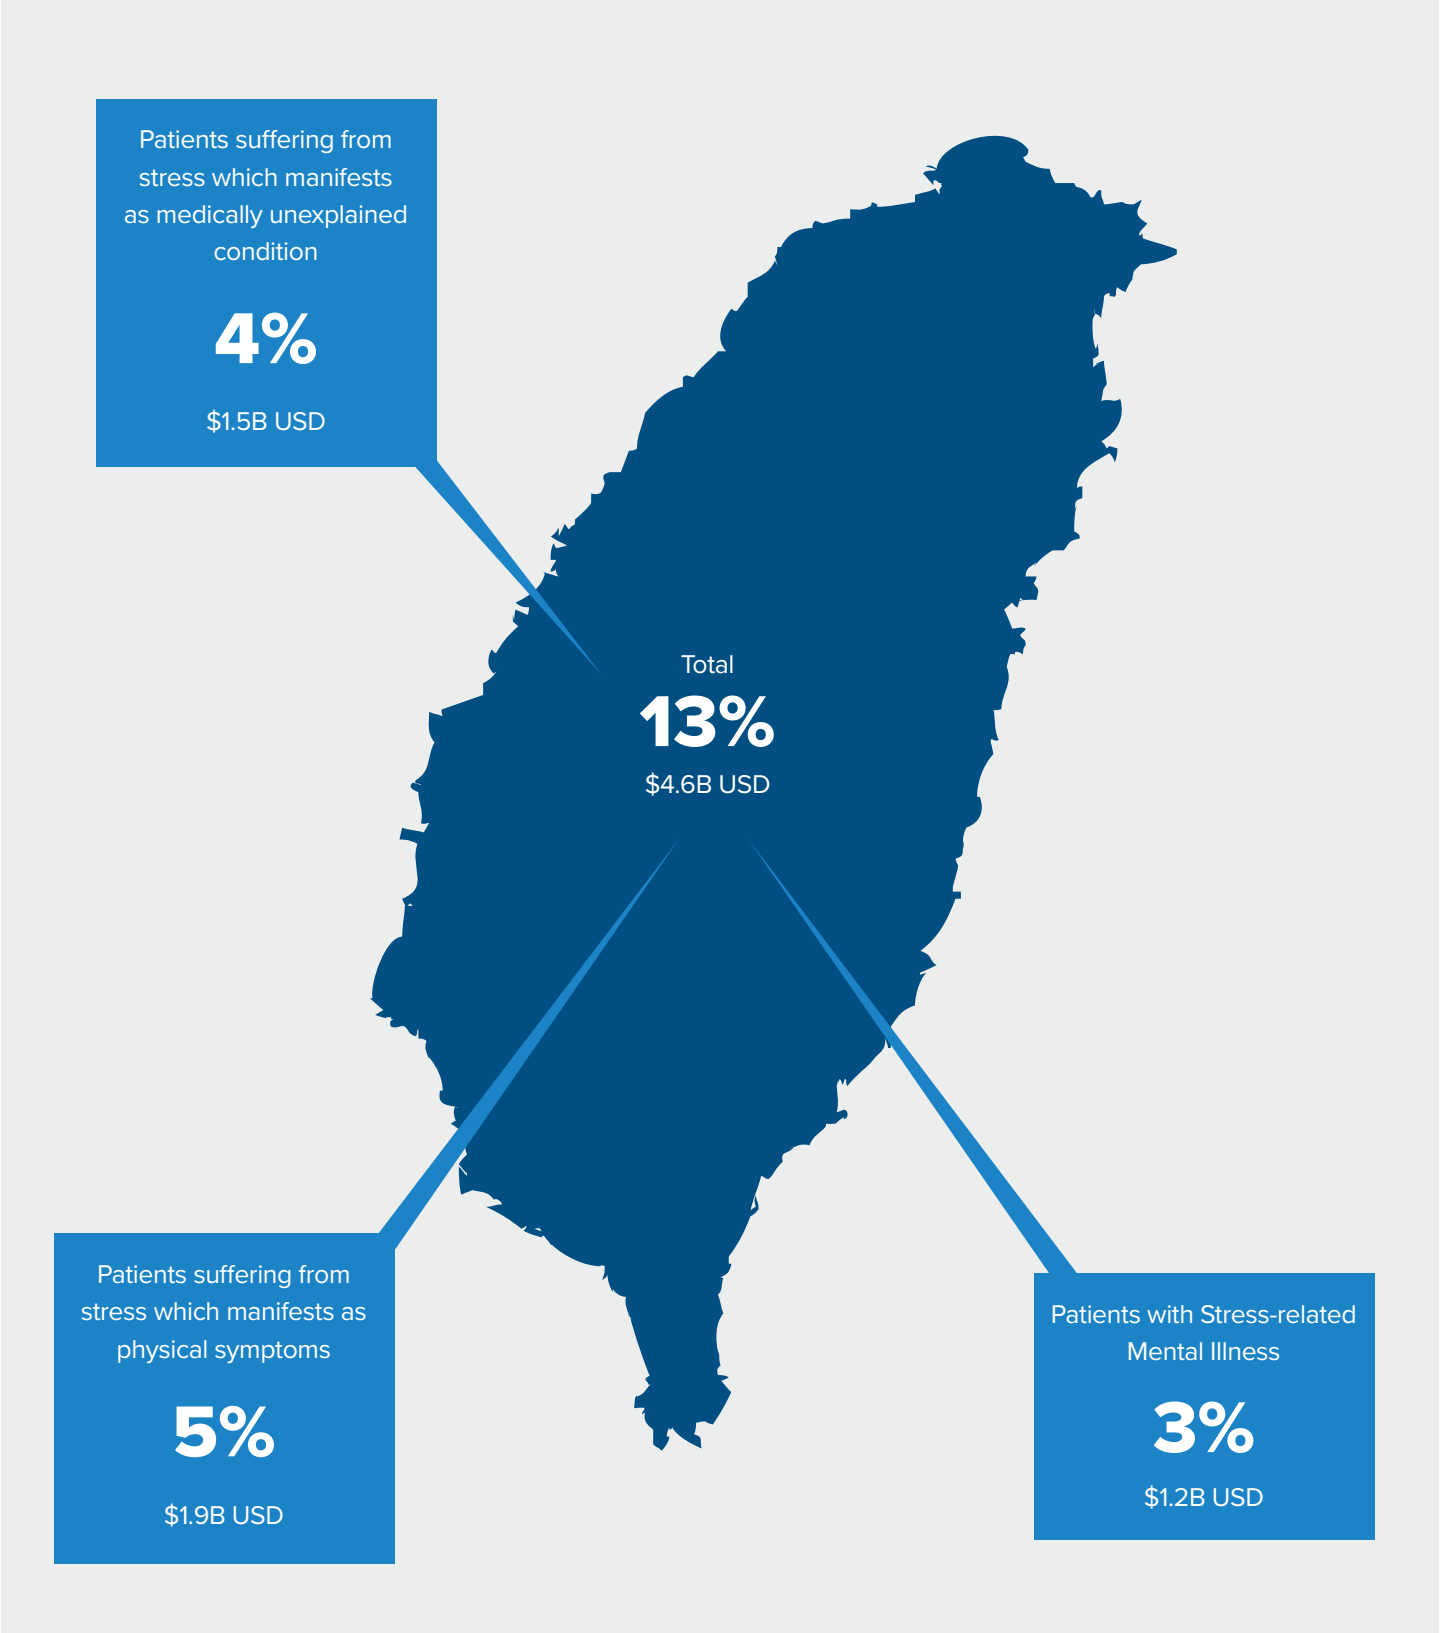 Patients suffering from
stress which manifests
as medically unexplained
condition
4%
$1.5B USD
Total
13%
$4.6B USD
Patients suffering from
stress which manifests as
physical symptoms
5%
$1.9B USD
Patients with Stress-related
Mental Illness
3%
$1.2B USD